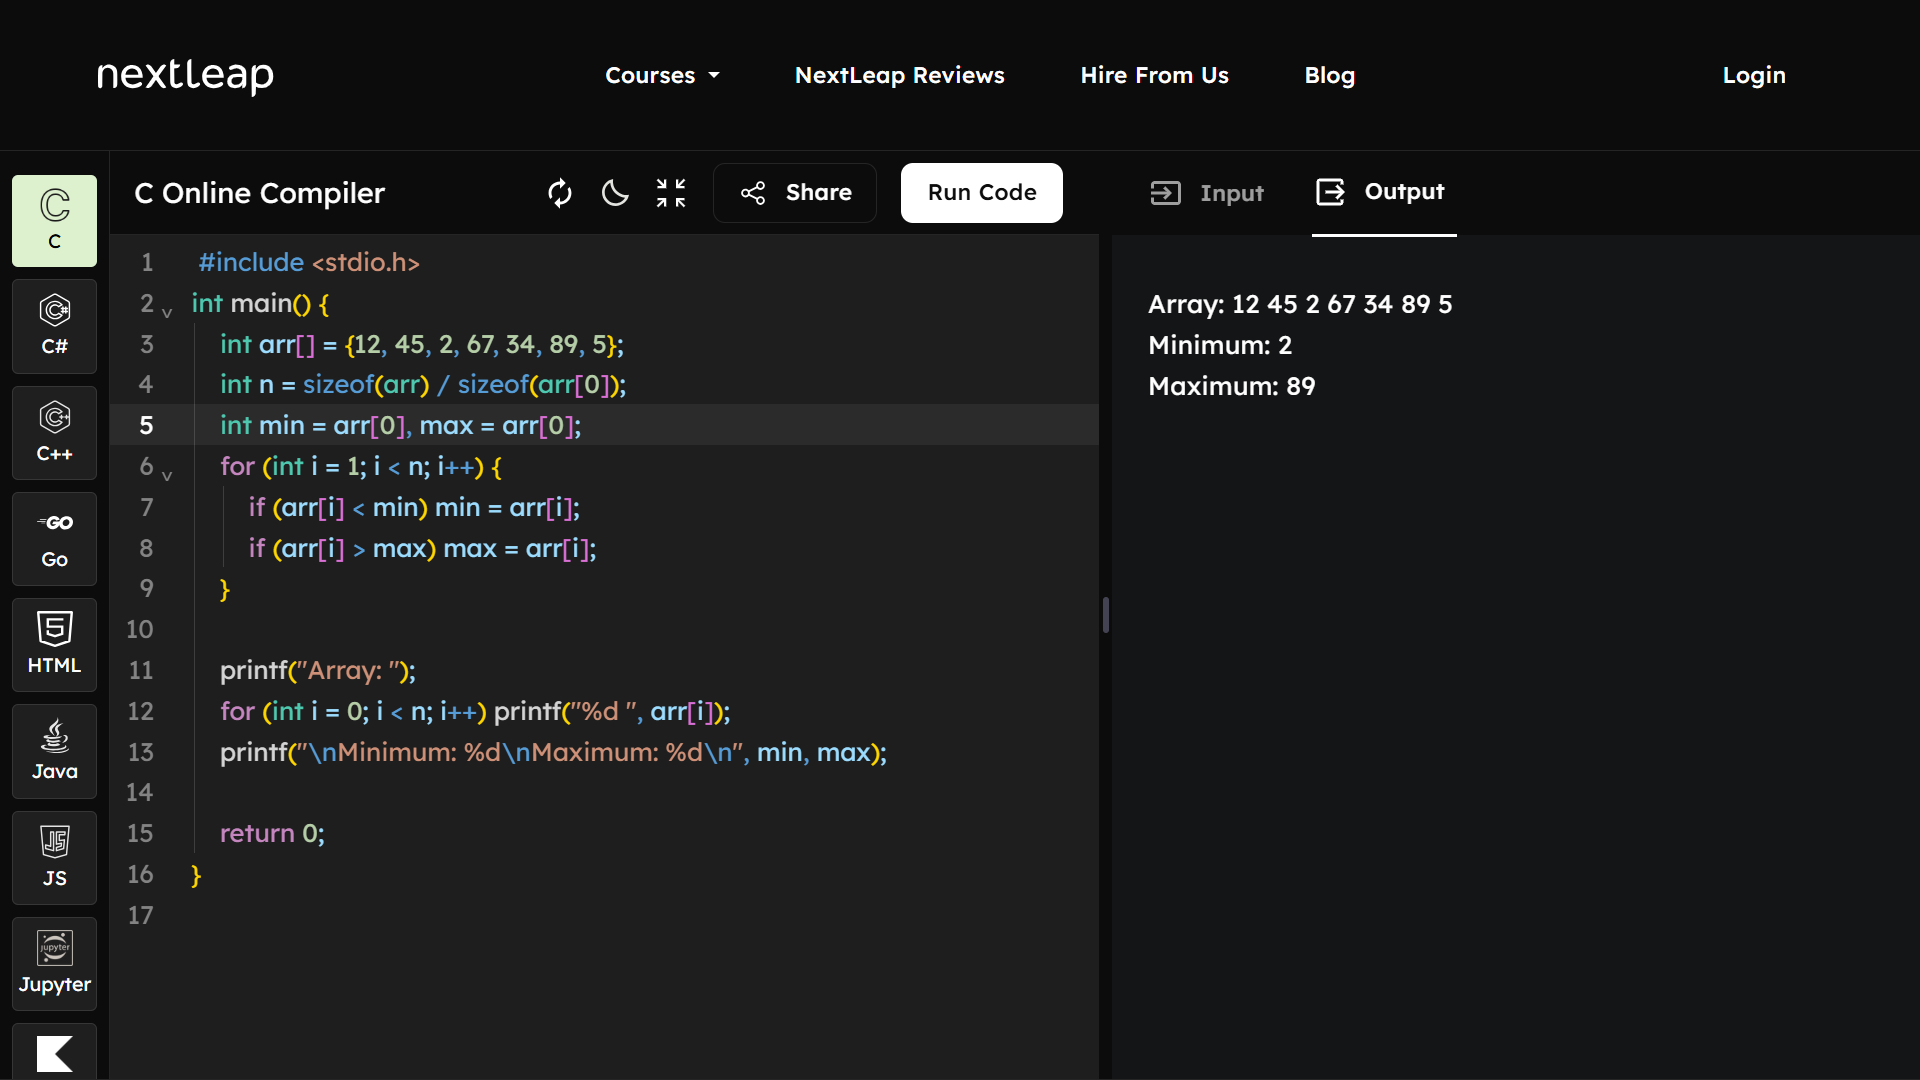 nextleap
Courses
NextLeap Reviews
Hire From Us
Blog
Login
C
C
C#
C++
GO
Go
5
HTML
Java
JS
JS
jupyter
Jupyter
C Online Compiler
Share
Run Code
Input
Output
1 #include <stdio.h>
2 int main() {
3 int arr[] = {12, 45, 2, 67, 34, 89, 5};
4 int n = sizeof(arr) / sizeof(arr[0]);
5 int min = arr[0], max = arr[0];
6 for (int i = 1; i < n; i++) {
7 if (arr[i] < min) min = arr[i];
8 if (arr[i] > max) max = arr[i];
9 }
10
11 printf("Array: ");
12 for (int i = 0; i < n; i++) printf("%d ", arr[i]);
13 printf("\nMinimum: %d\nMaximum: %d\n", min, max);
14
15 return 0;
16 }
17
Array: 12 45 2 67 34 89 5
Minimum: 2
Maximum: 89